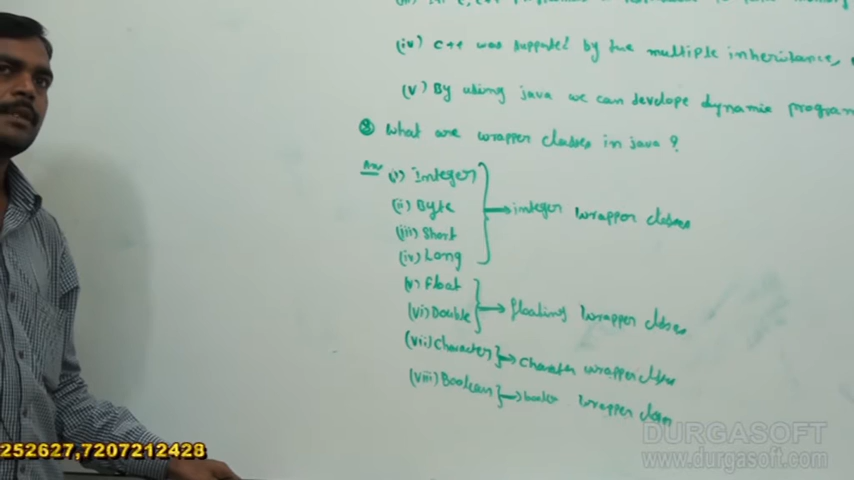 (iv) C++ was supported by the multiple inheritance,
(v) By using java we can develope dynamic program
What are wrapper classes in java?
Ans (i) Integer
(ii) Byte → integer wrapper classes
(iii) Short
(iv) Long
(v) Float
(vi) Double → floating wrapper classes
(vii) Character → Character wrapper class
(viii) Boolean → wrapper class
DURGASOFT
www.durgasoft.com
252627,7207212428